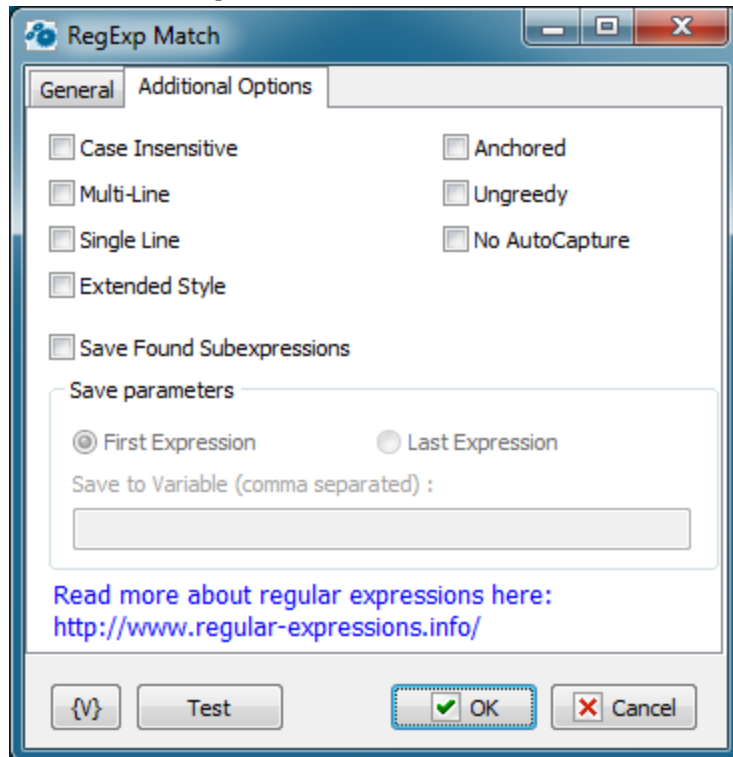 RegExp Match
General Additional Options
Case Insensitive Anchored
Multi-Line Ungreedy
Single Line No AutoCapture
Extended Style
Save Found Subexpressions
Save parameters
First Expression Last Expression
Save to Variable (comma separated) :
Read more about regular expressions here:
http://www.regular-expressions.info/
{V} Test OK Cancel